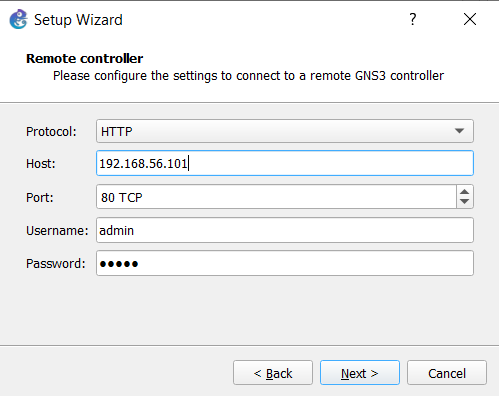 Setup Wizard
?
Remote controller
Please configure the settings to connect to a remote GNS3 controller
Protocol: HTTP
Host: 192.168.56.101
Port: 80 TCP
Username: admin
Password: ●●●●●
< Back Next > Cancel